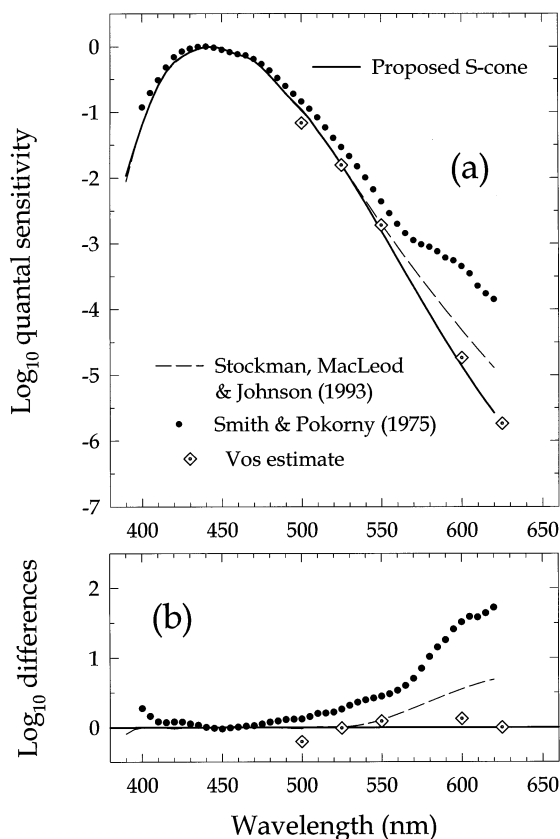 0
-1
-2
-3
-4
-5
-6
-7
Log10 quantal sensitivity
Proposed S-cone
(a)
Stockman, MacLeod
& Johnson (1993)
Smith & Pokorny (1975)
Vos estimate
400 450 500 550 600 650
2
1
0
Log10 differences
(b)
400 450 500 550 600 650
Wavelength (nm)